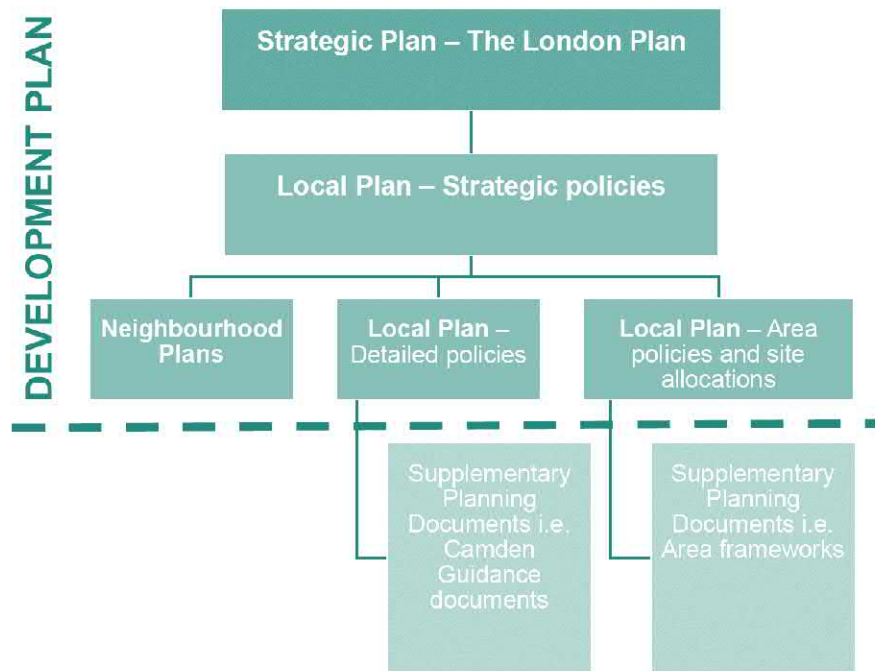 DEVELOPMENT PLAN
Strategic Plan – The London Plan
Local Plan – Strategic policies
Neighbourhood
Plans
Local Plan –
Detailed policies
Local Plan – Area
policies and site
allocations
Supplementary
Planning
Documents i.e.
Camden
Guidance
documents
Supplementary
Planning
Documents i.e.
Area frameworks